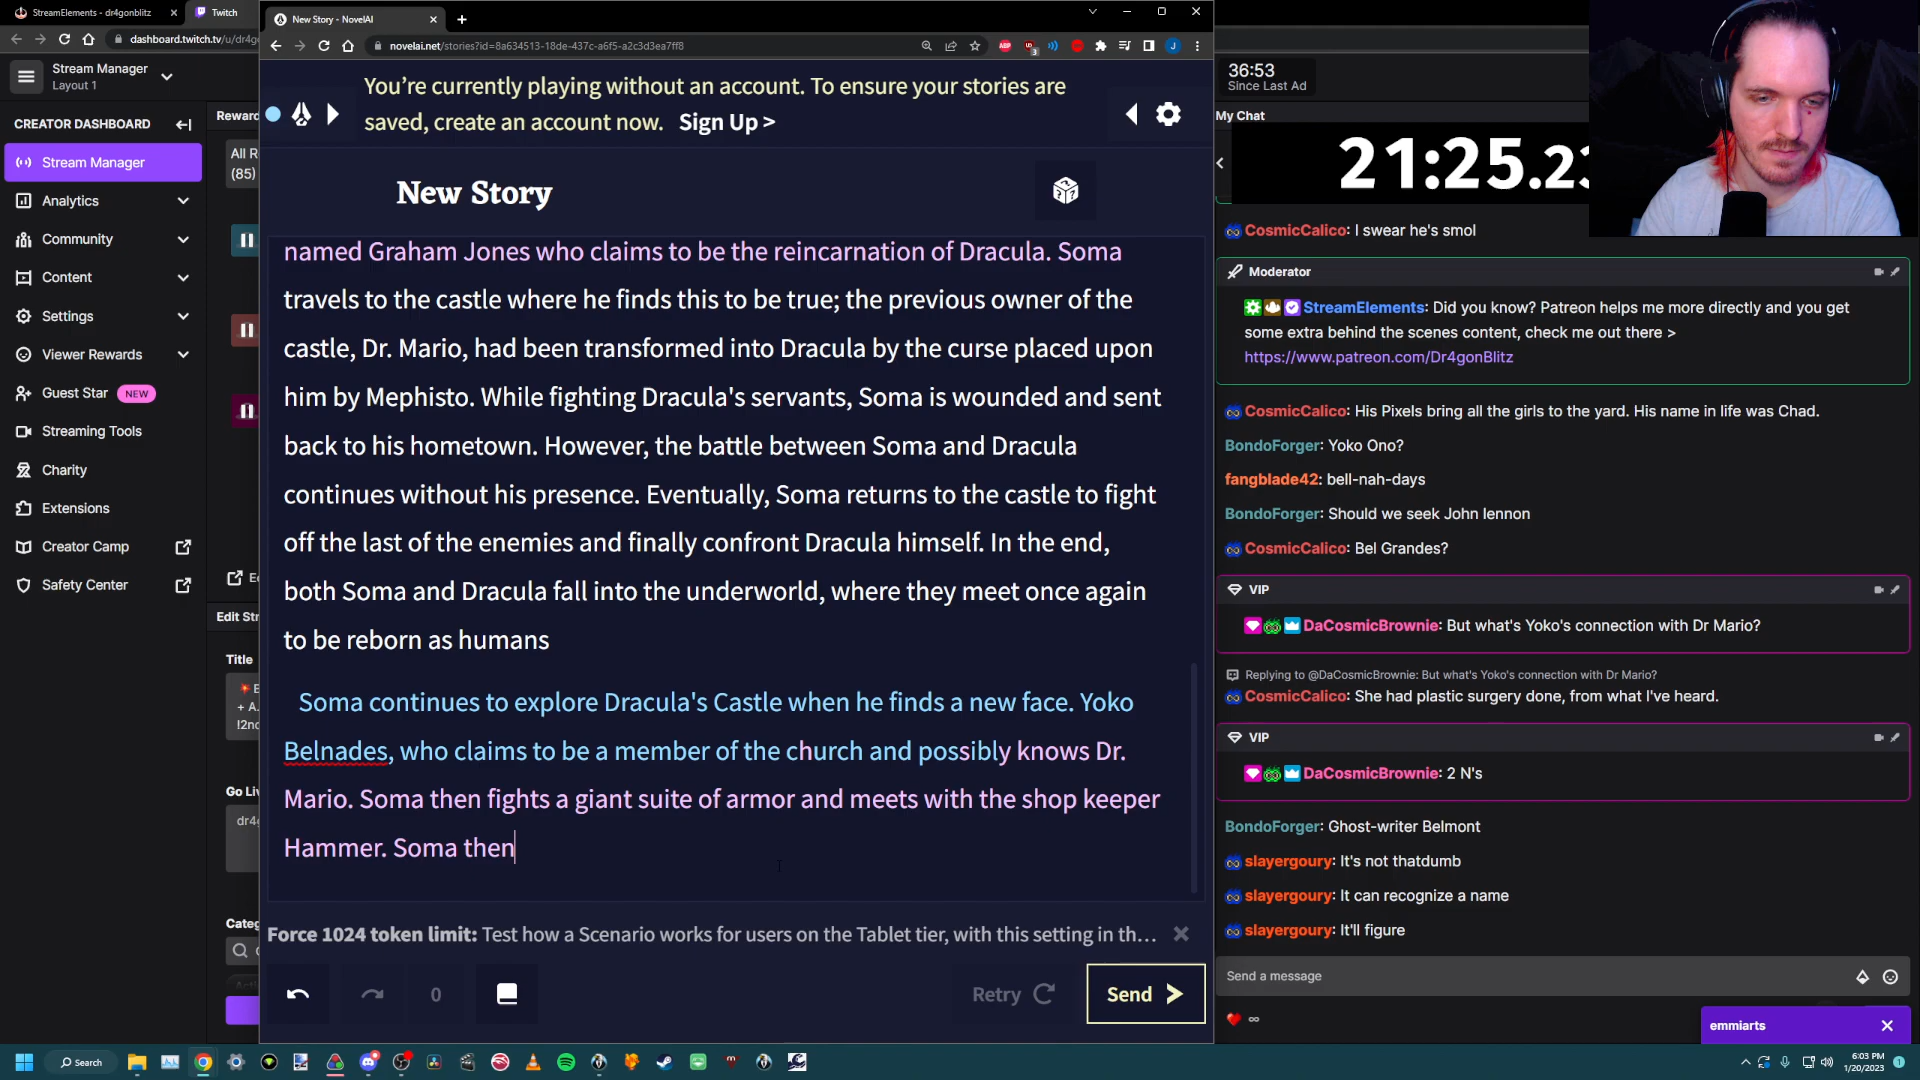 StreamElements - dr4gonblitz
Twitch
New Story - NovelAI
dashboard.twitch.tv/u/dr4g
novelai.net/stories?id=8a634513-18de-437c-a6f5-a2c3d3ea7ff8
Stream Manager
Layout 1
CREATOR DASHBOARD
Stream Manager
Analytics
Community
Content
Settings
Viewer Rewards
Guest Star NEW
Streaming Tools
Charity
Extensions
Creator Camp
Safety Center
Rewar
All R
(85)
Edit Str
Title
+ A.
!2nd
Go Liv
dr4g
Categ
You're currently playing without an account. To ensure your stories are
saved, create an account now. Sign Up >
New Story
named Graham Jones who claims to be the reincarnation of Dracula. Soma
travels to the castle where he finds this to be true; the previous owner of the
castle, Dr. Mario, had been transformed into Dracula by the curse placed upon
him by Mephisto. While fighting Dracula's servants, Soma is wounded and sent
back to his hometown. However, the battle between Soma and Dracula
continues without his presence. Eventually, Soma returns to the castle to fight
off the last of the enemies and finally confront Dracula himself. In the end,
both Soma and Dracula fall into the underworld, where they meet once again
to be reborn as humans
Soma continues to explore Dracula's Castle when he finds a new face. Yoko
Belnades, who claims to be a member of the church and possibly knows Dr.
Mario. Soma then fights a giant suite of armor and meets with the shop keeper
Hammer. Soma then
Force 1024 token limit: Test how a Scenario works for users on the Tablet tier, with this setting in th...
0
Retry
Send
36:53
Since Last Ad
My Chat
21:25.23
CosmicCalico: I swear he's smol
Moderator
StreamElements: Did you know? Patreon helps me more directly and you get
some extra behind the scenes content, check me out there >
https://www.patreon.com/Dr4gonBlitz
CosmicCalico: His Pixels bring all the girls to the yard. His name in life was Chad.
BondoForger: Yoko Ono?
fangblade42: bell-nah-days
BondoForger: Should we seek John lennon
CosmicCalico: Bel Grandes?
VIP
DaCosmicBrownie: But what's Yoko's connection with Dr Mario?
Replying to @DaCosmicBrownie: But what's Yoko's connection with Dr Mario?
CosmicCalico: She had plastic surgery done, from what I've heard.
VIP
DaCosmicBrownie: 2 N's
BondoForger: Ghost-writer Belmont
slayergoury: It's not thatdumb
slayergoury: It can recognize a name
slayergoury: It'll figure
Send a message
∞
emmiarts
Search
6:03 PM
1/20/2023